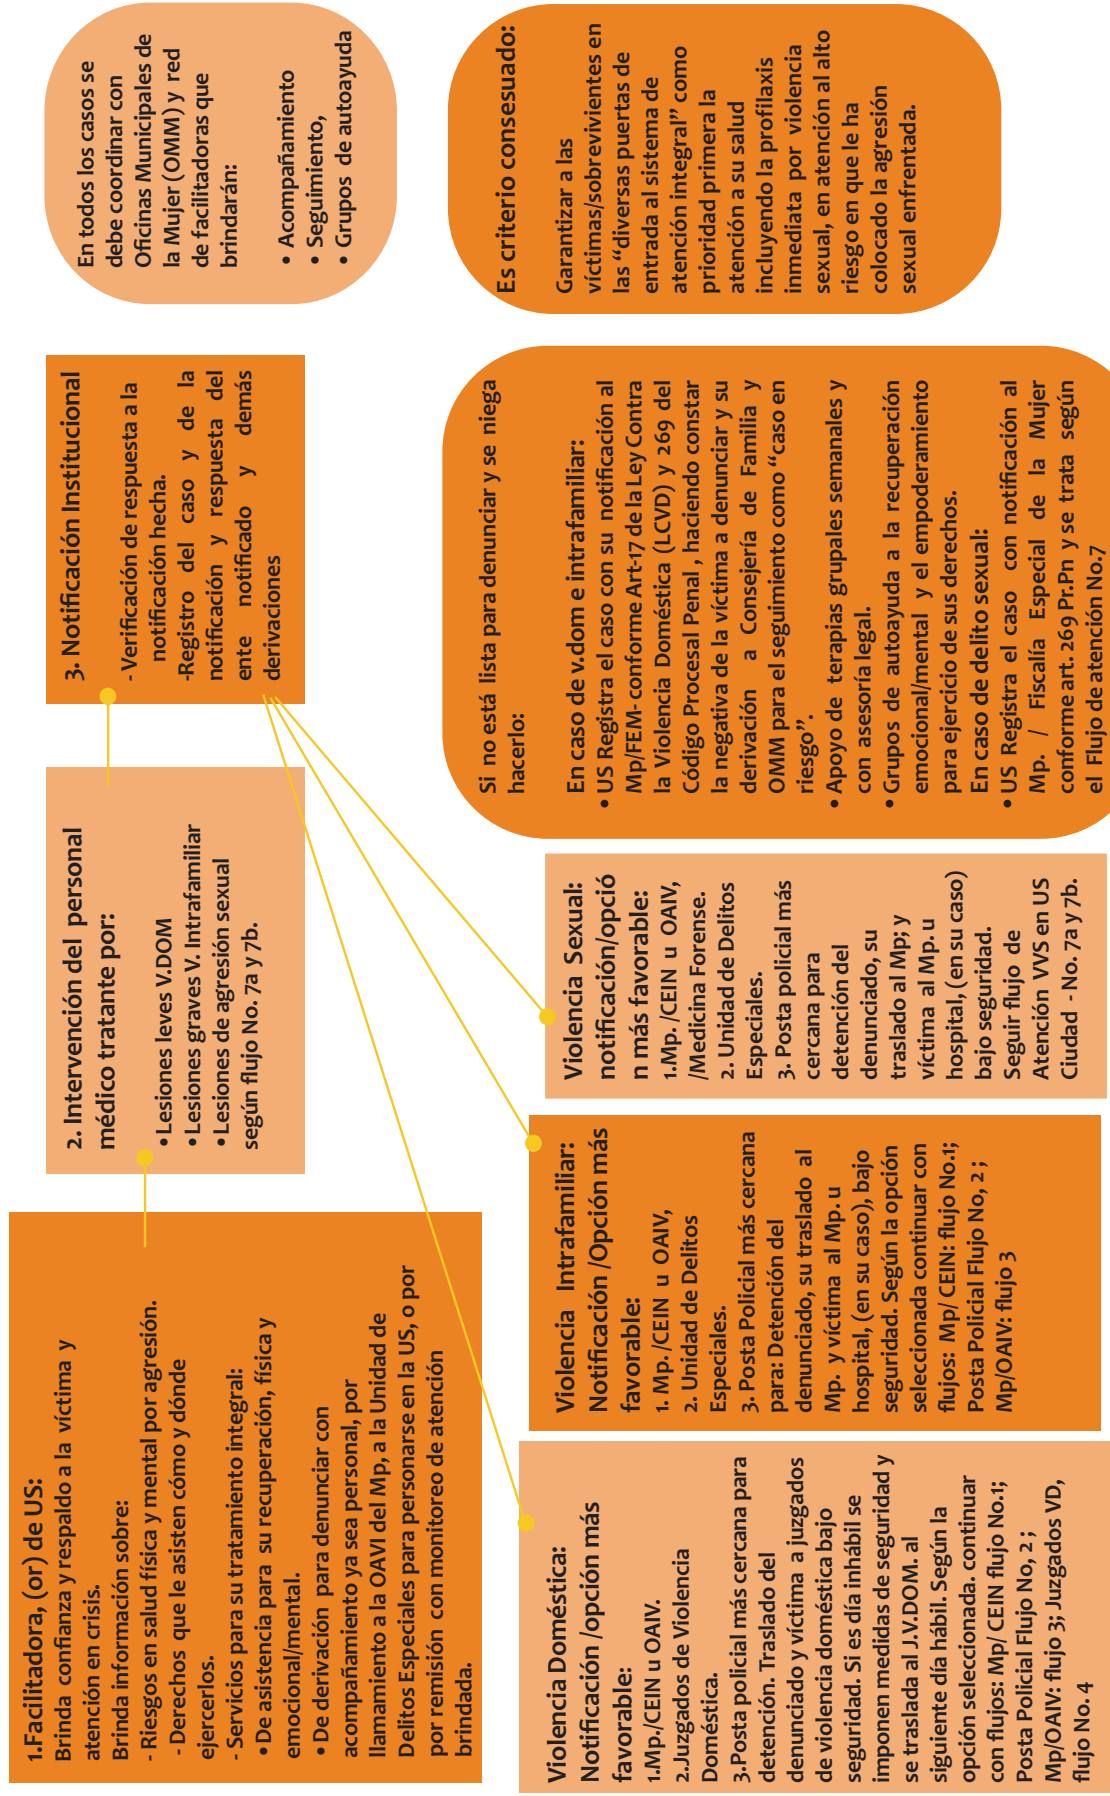 1.Facilitadora, (or) de US:
Brinda confianza y respaldo a la víctima y
atención en crisis.
Brinda información sobre:
- Riesgos en salud física y mental por agresión.
- Derechos que le asisten cómo y dónde
ejercerlos.
- Servicios para su tratamiento integral:
• De asistencia para su recuperación, física y
emocional/mental.
• De derivación para denunciar con
acompañamiento ya sea personal, por
llamamiento a la OAVI del Mp, a la Unidad de
Delitos Especiales para personarse en la US, o por
por remisión con monitoreo de atención
brindada.
2. Intervención del personal
médico tratante por:
• Lesiones leves V.DOM
• Lesiones graves V. Intrafamiliar
• Lesiones de agresión sexual
según flujo No. 7a y 7b.
3. Notificación Institucional
- Verificación de respuesta a la
notificación hecha.
-Registro del caso y de la
notificación y respuesta del
ente notificado y demás
derivaciones
En todos los casos se
debe coordinar con
Oficinas Municipales de
la Mujer (OMM) y red
de facilitadoras que
brindarán:
• Acompañamiento
• Seguimiento,
• Grupos de autoayuda
Violencia Doméstica:
Notificación /opción más
favorable:
1.Mp./CEIN u OAIV.
2.Juzgados de Violencia
Doméstica.
3.Posta policial más cercana para
detención. Traslado del
denunciado y víctima a juzgados
de violencia doméstica bajo
seguridad. Si es día inhábil se
imponen medidas de seguridad y
se traslada al J.V.DOM. al
siguiente día hábil. Según la
opción seleccionada. continuar
con flujos: Mp/ CEIN flujo No.1;
Posta Policial Flujo No, 2 ;
Mp/OAIV: flujo 3; Juzgados VD,
flujo No. 4
Violencia Intrafamiliar:
Notificación /Opción más
favorable:
1. Mp. /CEIN u OAIV,
2. Unidad de Delitos
Especiales.
3. Posta Policial más cercana
para: Detención del
denunciado, su traslado al
Mp. y víctima al Mp. u
hospital, (en su caso), bajo
seguridad. Según la opción
seleccionada continuar con
flujos: Mp/ CEIN: flujo No.1;
Posta Policial Flujo No, 2 ;
Mp/OAIV: flujo 3
Violencia Sexual:
notificación/opció
n más favorable:
1.Mp. /CEIN u OAIV,
/Medicina Forense.
2. Unidad de Delitos
Especiales.
3. Posta policial más
cercana para
detención del
denunciado, su
traslado al Mp; y
víctima al Mp. u
hospital, (en su caso)
bajo seguridad.
Seguir flujo de
Atención VVS en US
Ciudad - No. 7a y 7b.
Si no está lista para denunciar y se niega
hacerlo:
En caso de v.dom e intrafamiliar:
• US Registra el caso con su notificación al
Mp/FEM- conforme Art-17 de la Ley Contra
la Violencia Doméstica (LCVD) y 269 del
Código Procesal Penal , haciendo constar
la negativa de la víctima a denunciar y su
derivación a Consejería de Familia y
OMM para el seguimiento como “caso en
riesgo”.
• Apoyo de terapias grupales semanales y
con asesoría legal.
• Grupos de autoayuda a la recuperación
emocional/mental y el empoderamiento
para ejercicio de sus derechos.
En caso de delito sexual:
• US Registra el caso con notificación al
Mp. / Fiscalía Especial de la Mujer
conforme art. 269 Pr.Pn y se trata según
el Flujo de atención No.7
Es criterio consesuado:
Garantizar a las
víctimas/sobrevivientes en
las “diversas puertas de
entrada al sistema de
atención integral” como
prioridad primera la
atención a su salud
incluyendo la profilaxis
inmediata por violencia
sexual, en atención al alto
riesgo en que le ha
colocado la agresión
sexual enfrentada.